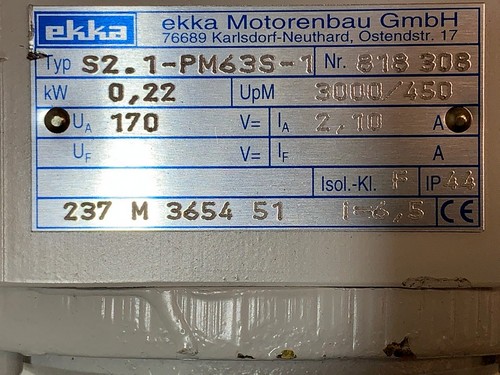 ekka ekka Motorenbau GmbH
76689 Karlsdorf-Neuthard, Ostendstr. 17
Typ S2.1-PM63S-1 Nr. 818 308
kW 0,22 UpM 3000/450
UA 170 V= IA 2,10 A
UF V= IF A
Isol.-Kl. F IP 44
237 M 3654 51 i=6,5 CE